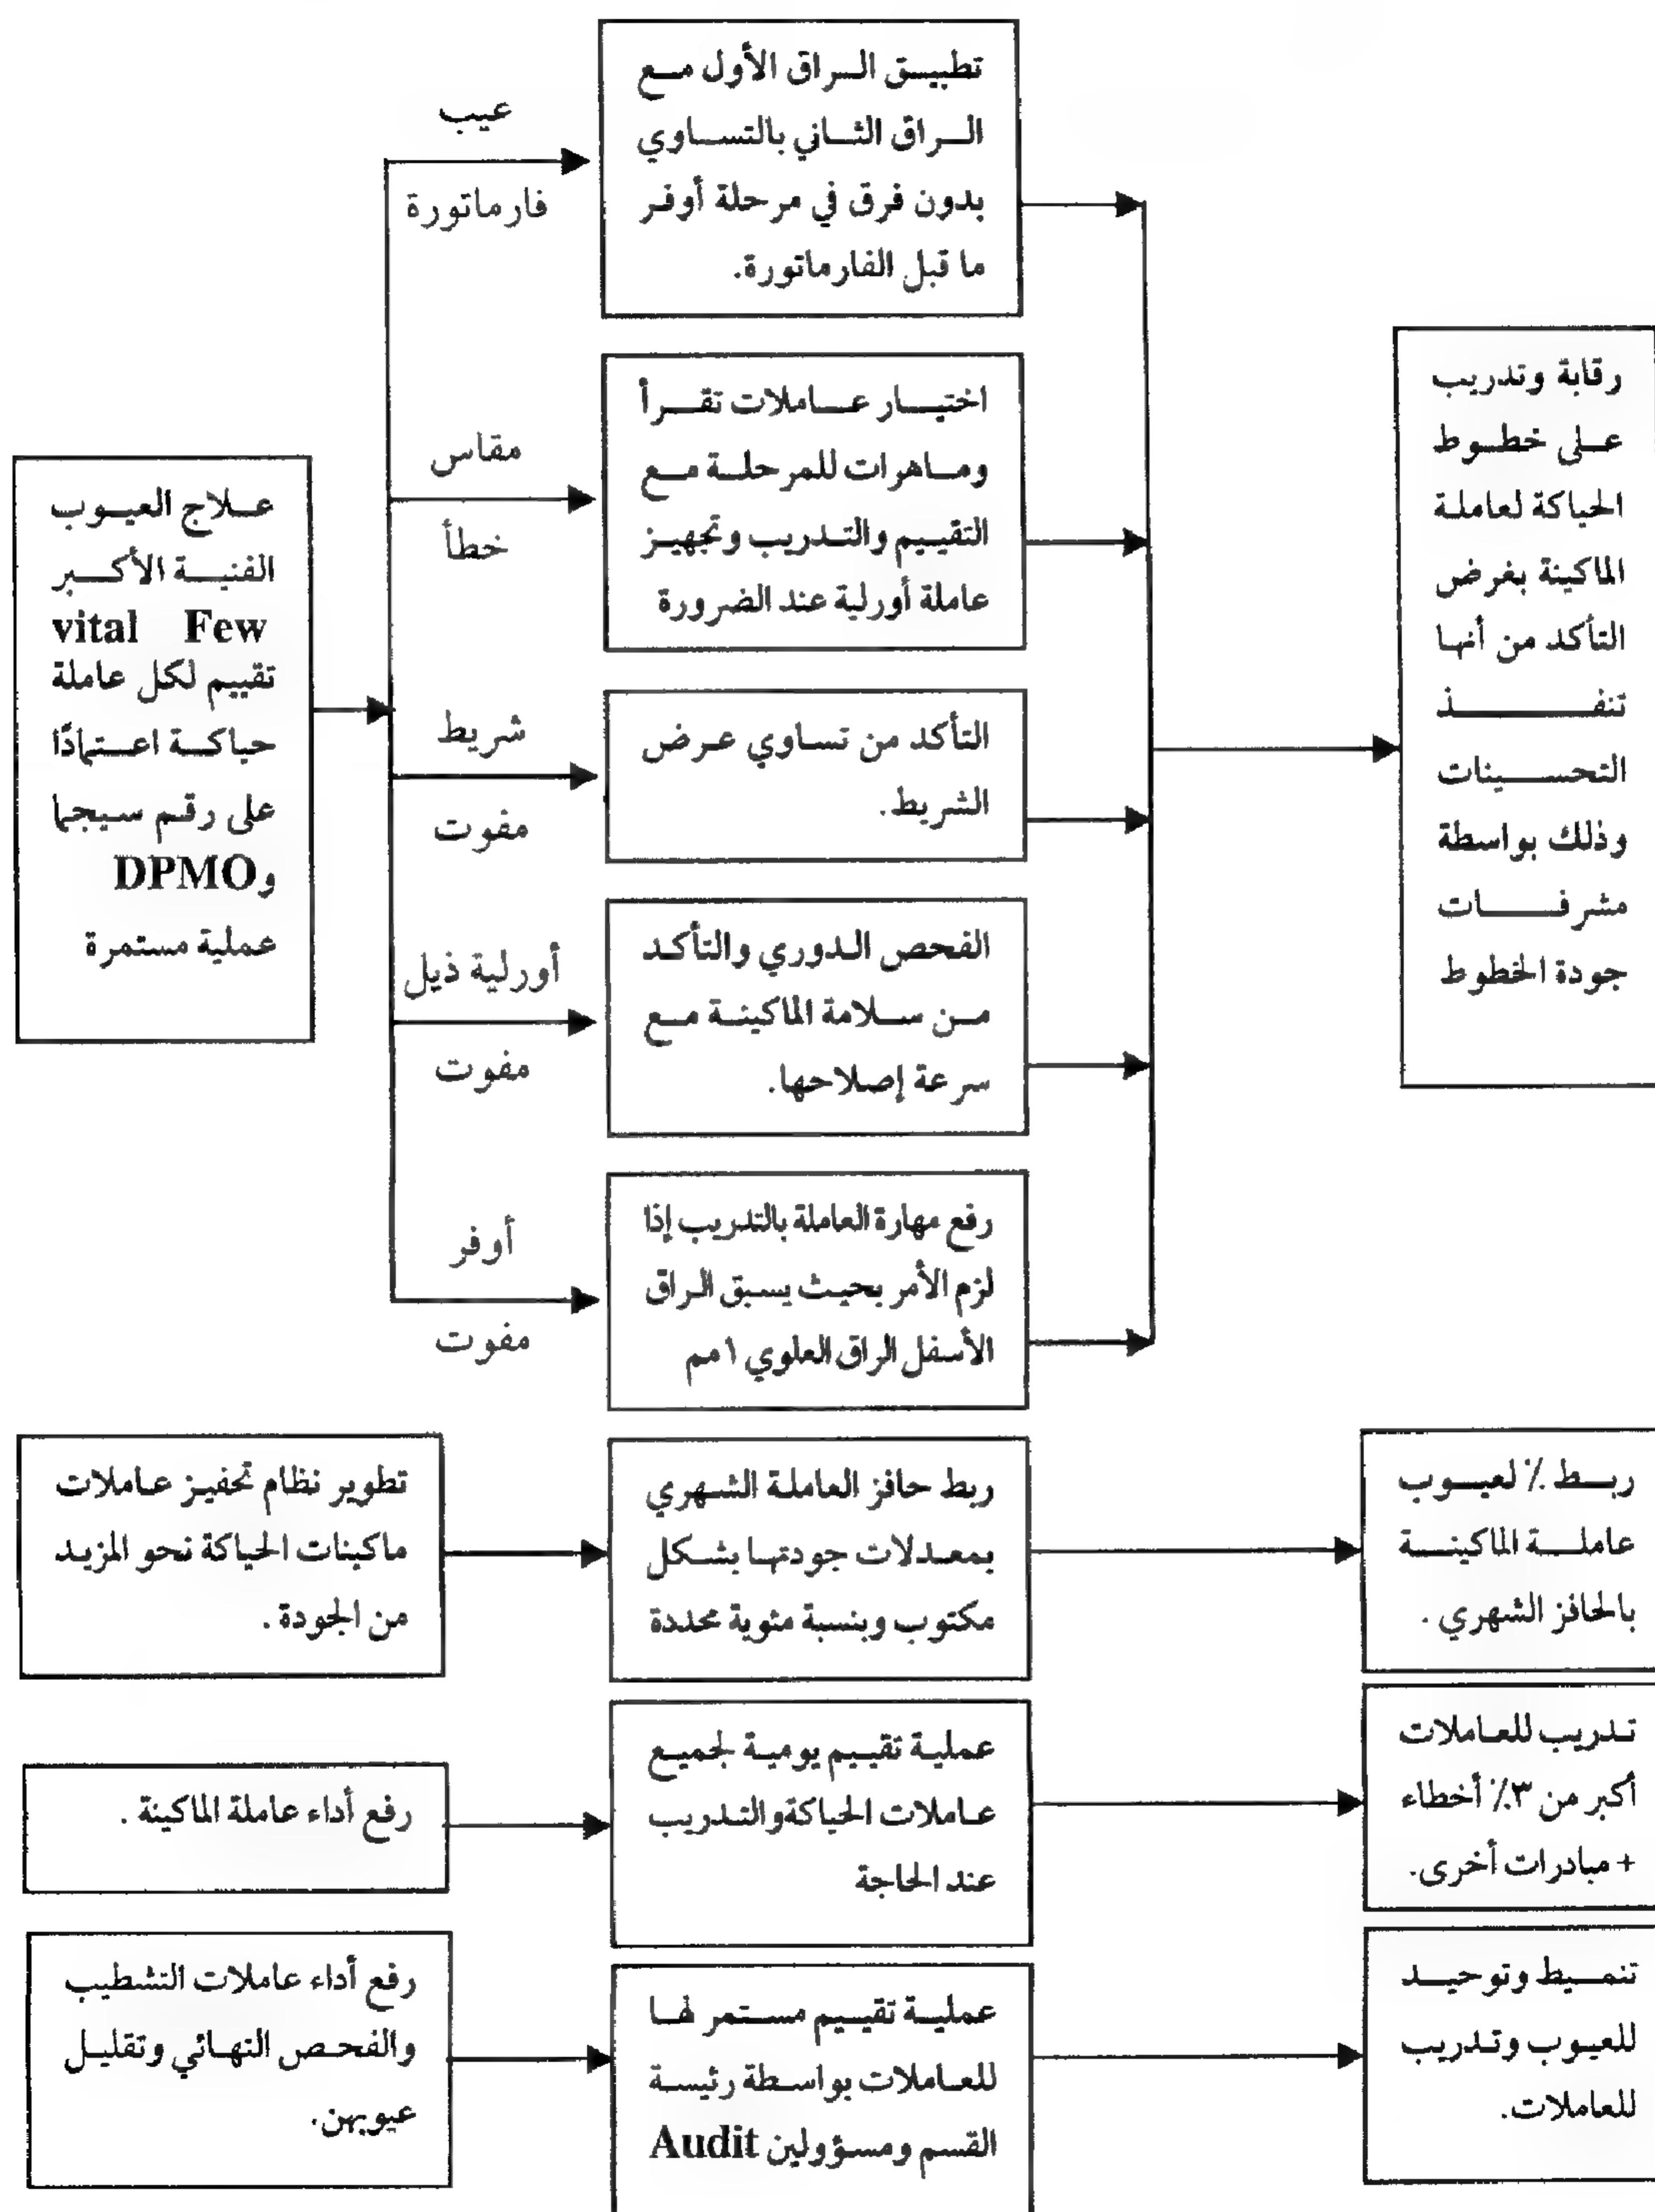 علاج العيوب
الفنية الأكبر
vital Few
تقييم لكل عاملة
حياكة اعتمادًا
على رقم سيجما
وDPMO
عملية مستمرة
عيب
فارماتورة
تطبيق الراق الأول مع
الراق الثاني بالتساوي
بدون فرق في مرحلة أوفر
ما قبل الفارماتورة.
مقاس
خطأ
اختيار عاملات تقرأ
وماهرات للمرحلة مع
التقييم والتدريب وتجهيز
عاملة أورلية عند الضرورة
شريط
مفوت
التأكد من تساوي عرض
الشريط.
أورلية ذيل
مفوت
الفحص الدوري والتأكد
من سلامة الماكينة مع
سرعة إصلاحها.
أوفر
مفوت
رفع مهارة العاملة بالتدريب إذا
لزم الأمر بحيث يسبق الراق
الأسفل الراق العلوي ١مم
رقابة وتدريب
على خطوط
الحياكة لعاملة
الماكينة بغرض
التأكد من أنها
تنفذ
التحسينات
وذلك بواسطة
مشرفات
جودة الخطوط
تطوير نظام تحفيز عاملات
ماكينات الحياكة نحو المزيد
من الجودة .
ربط حافز العاملة الشهري
بمعدلات جودتها بشكل
مكتوب وبنسبة مئوية محددة
ربط ٪ لعيوب
عاملة الماكينة
بالحافز الشهري .
رفع أداء عاملة الماكينة .
عملية تقييم يومية لجميع
عاملات الحياكة والتدريب
عند الحاجة
تدريب للعاملات
أكبر من ٣٪ أخطاء
+ مبادرات أخرى.
رفع أداء عاملات التشطيب
والفحص النهائي وتقليل
عيوبهن.
عملية تقييم مستمر لها
للعاملات بواسطة رئيسة
القسم ومسؤولين Audit
تنميط وتوحيد
للعيوب وتدريب
للعاملات.